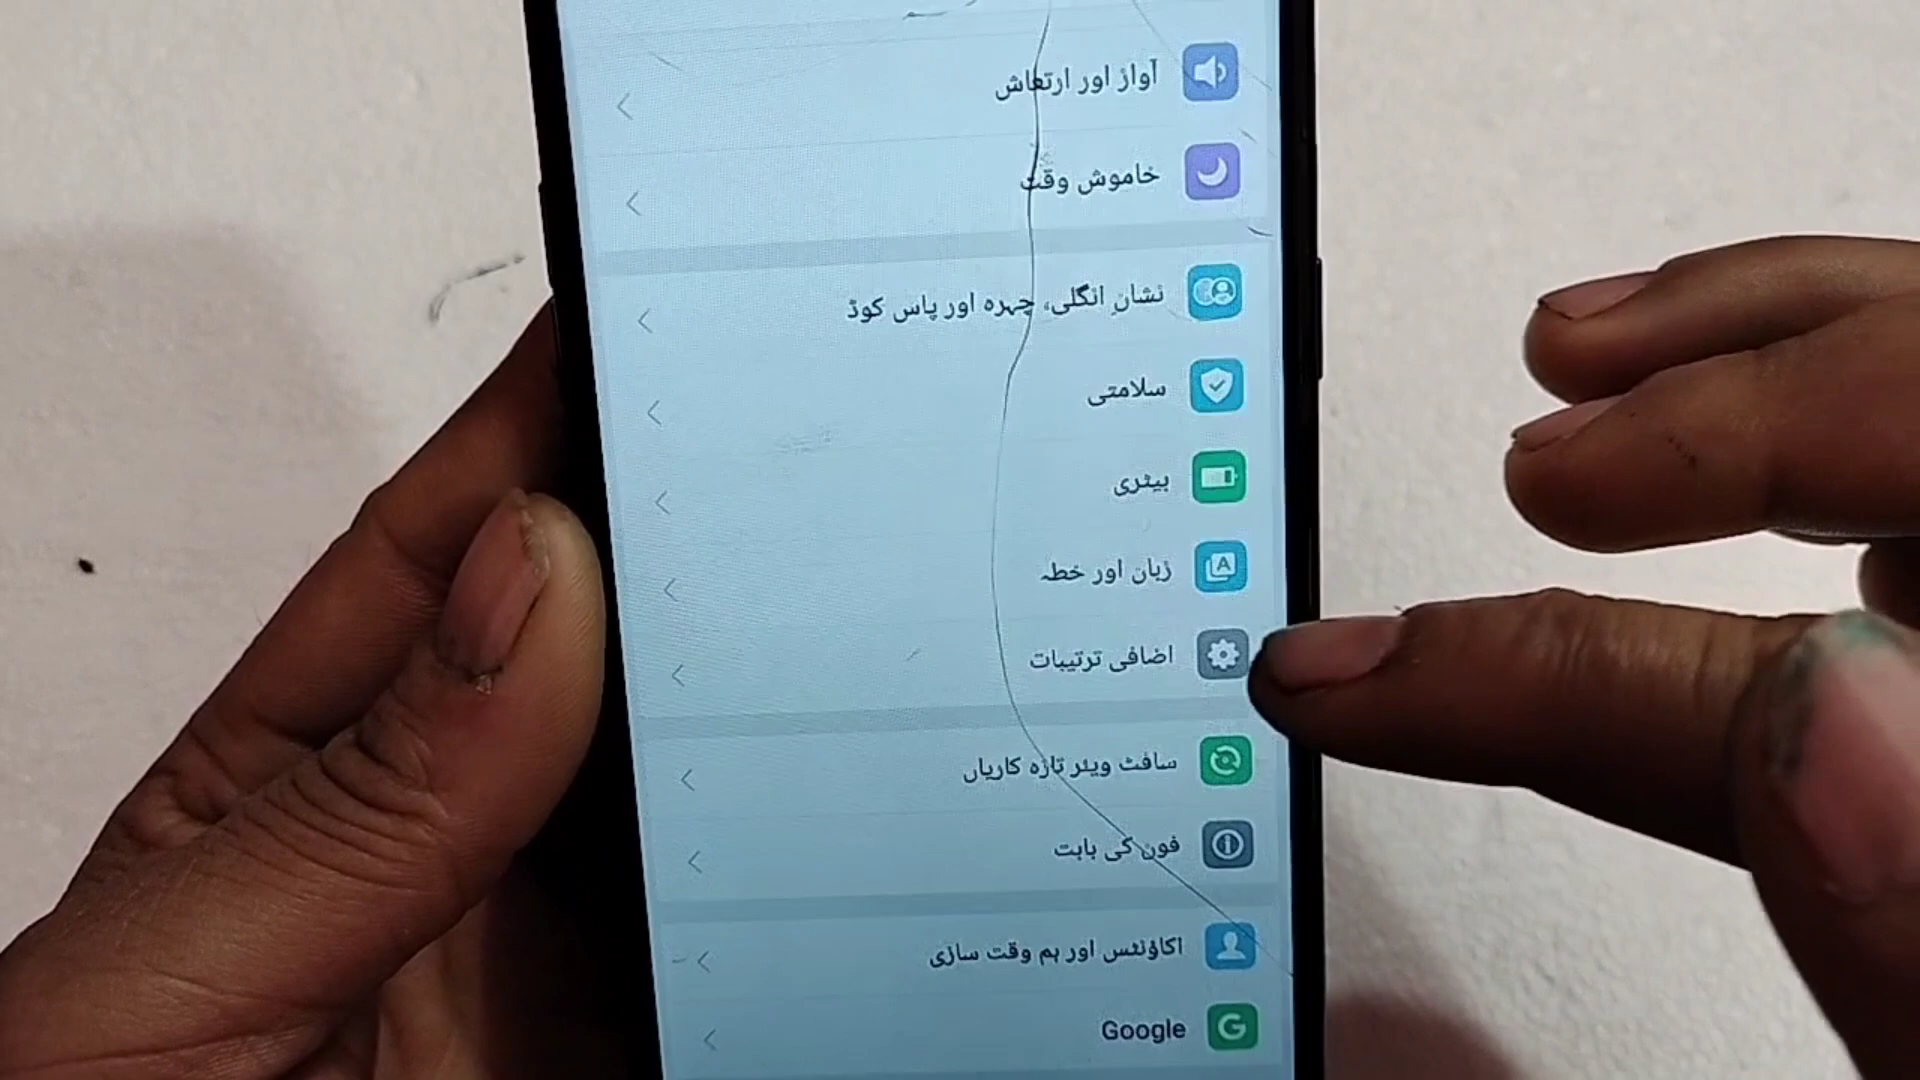 آواز اور ارتعاش
خاموش وقت
نشانِ انگلی، چہرہ اور پاس کوڈ
سلامتی
بیٹری
زبان اور خطہ
اضافی ترتیبات
سافٹ ویئر تازہ کاریاں
فون کی بابت
اکاؤنٹس اور ہم وقت سازی
Google